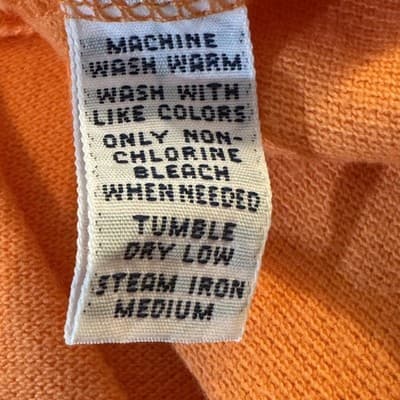 MACHINE
WASH WARM
WASH WITH
LIKE COLORS
ONLY NON-
CHLORINE
BLEACH
WHEN NEEDED
TUMBLE
DRY LOW
STEAM IRON
MEDIUM